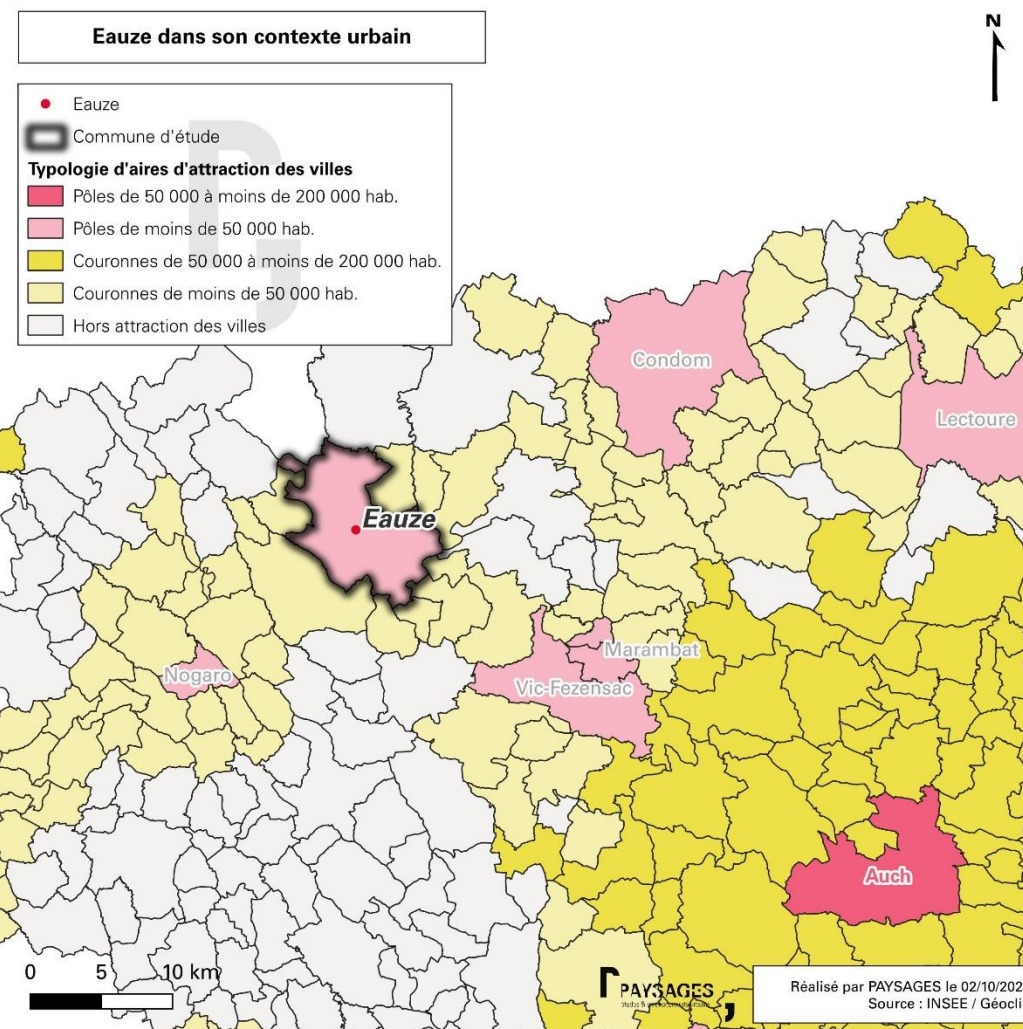 Eauze dans son contexte urbain
N
Eauze
Commune d'étude
Typologie d'aires d'attraction des villes
Pôles de 50 000 à moins de 200 000 hab.
Pôles de moins de 50 000 hab.
Couronnes de 50 000 à moins de 200 000 hab.
Couronnes de moins de 50 000 hab.
Hors attraction des villes
Condom
Lectoure
Eauze
Marambat
Nogaro
Vic-Fezensac
Auch
0 5 10 km
PAYSAGES
Réalisé par PAYSAGES le 02/10/202
Source : INSEE / Géocli